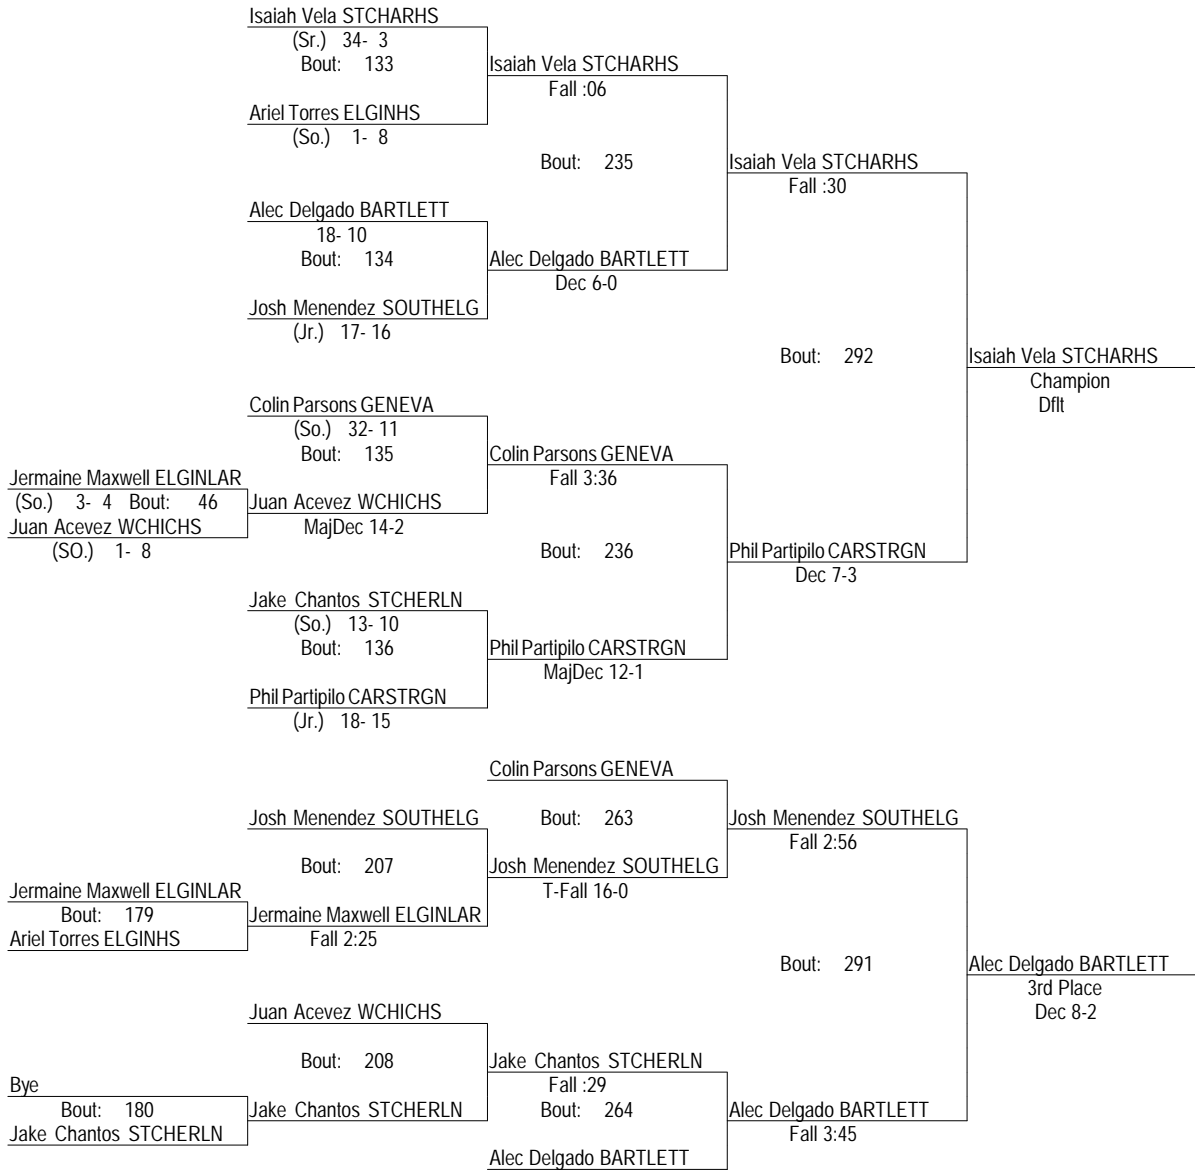 Isaiah Vela STCHARHS
(Sr.) 34- 3
Bout: 133
Isaiah Vela STCHARHS
Fall :06
Ariel Torres ELGINHS
(So.) 1- 8
Bout: 235
Isaiah Vela STCHARHS
Fall :30
Alec Delgado BARTLETT
18- 10
Bout: 134
Alec Delgado BARTLETT
Dec 6-0
Josh Menendez SOUTHELG
(Jr.) 17- 16
Bout: 292
Isaiah Vela STCHARHS
Champion
Dflt
Colin Parsons GENEVA
(So.) 32- 11
Bout: 135
Colin Parsons GENEVA
Fall 3:36
Jermaine Maxwell ELGINLAR
(So.) 3- 4 Bout: 46
Juan Acevez WCHICHS
MajDec 14-2
Juan Acevez WCHICHS
(SO.) 1- 8
Bout: 236
Phil Partipilo CARSTRGN
Dec 7-3
Jake Chantos STCHERLN
(So.) 13- 10
Bout: 136
Phil Partipilo CARSTRGN
MajDec 12-1
Phil Partipilo CARSTRGN
(Jr.) 18- 15
Colin Parsons GENEVA
Josh Menendez SOUTHELG
Bout: 263
Josh Menendez SOUTHELG
Fall 2:56
Bout: 207
Josh Menendez SOUTHELG
T-Fall 16-0
Jermaine Maxwell ELGINLAR
Bout: 179
Jermaine Maxwell ELGINLAR
Fall 2:25
Ariel Torres ELGINHS
Bout: 291
Alec Delgado BARTLETT
3rd Place
Dec 8-2
Juan Acevez WCHICHS
Bout: 208
Jake Chantos STCHERLN
Fall :29
Bye
Bout: 180
Jake Chantos STCHERLN
Bout: 264
Alec Delgado BARTLETT
Fall 3:45
Jake Chantos STCHERLN
Alec Delgado BARTLETT